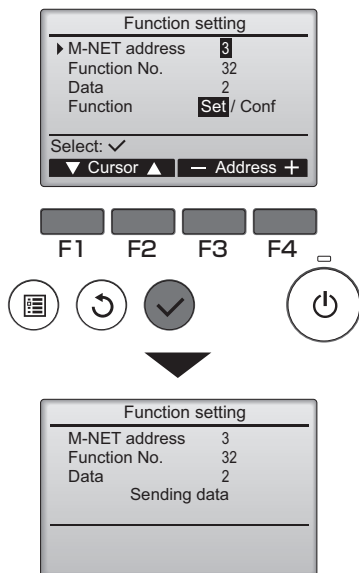 Function setting
M-NET address 3
Function No. 32
Data 2
Function Set / Conf
Select: ✓
▼ Cursor ▲ − Address +
F1 F2 F3 F4
Function setting
M-NET address 3
Function No. 32
Data 2
Sending data